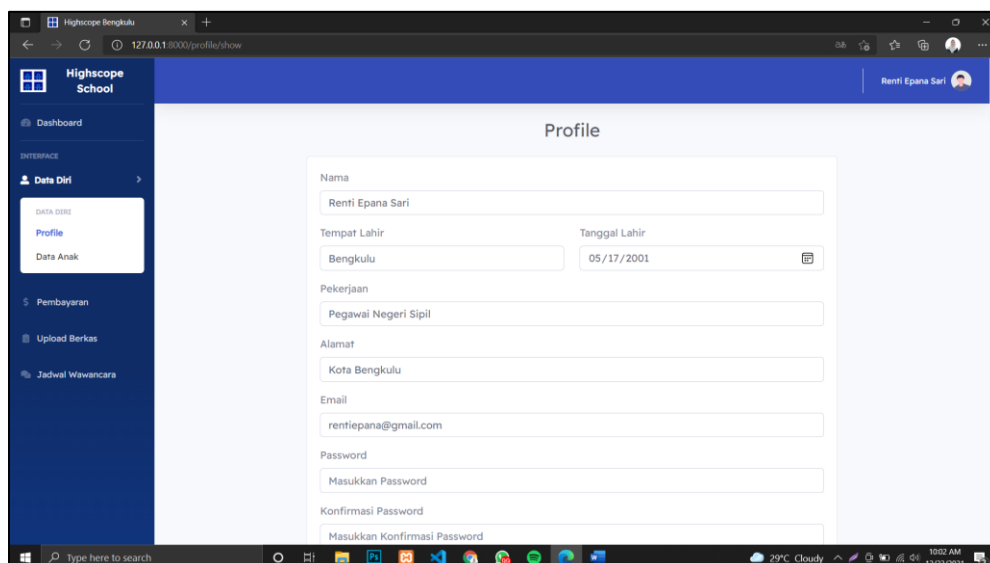 Highscope Bengkulu
127.0.0.1:8000/profile/show
Highscope
School
Renti Epana Sari
Dashboard
INTERFACE
Data Diri
DATA DIRI
Profile
Data Anak
Pembayaran
Upload Berkas
Jadwal Wawancara
Profile
Nama
Renti Epana Sari
Tempat Lahir
Tanggal Lahir
Bengkulu
05/17/2001
Pekerjaan
Pegawai Negeri Sipil
Alamat
Kota Bengkulu
Email
rentiepana@gmail.com
Password
Masukkan Password
Konfirmasi Password
Masukkan Konfirmasi Password
Type here to search
Ps
29°C Cloudy
10:02 AM